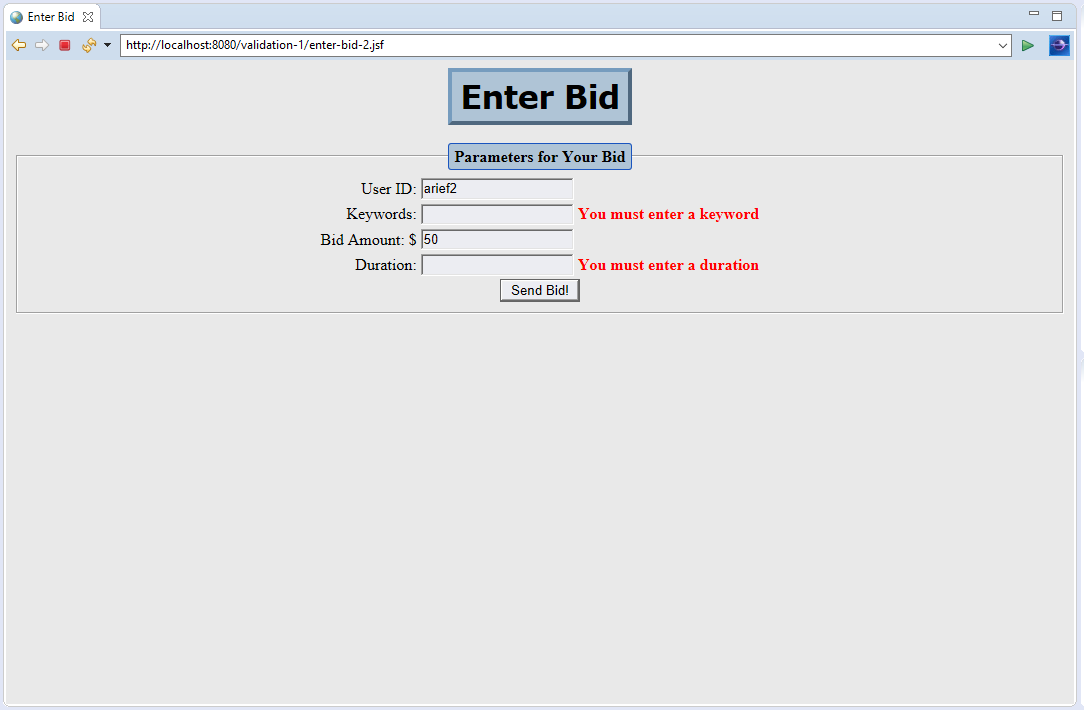 Enter Bid
http://localhost:8080/validation-1/enter-bid-2.jsf
Enter Bid
Parameters for Your Bid
User ID: arief2
Keywords: You must enter a keyword
Bid Amount: $ 50
Duration: You must enter a duration
Send Bid!